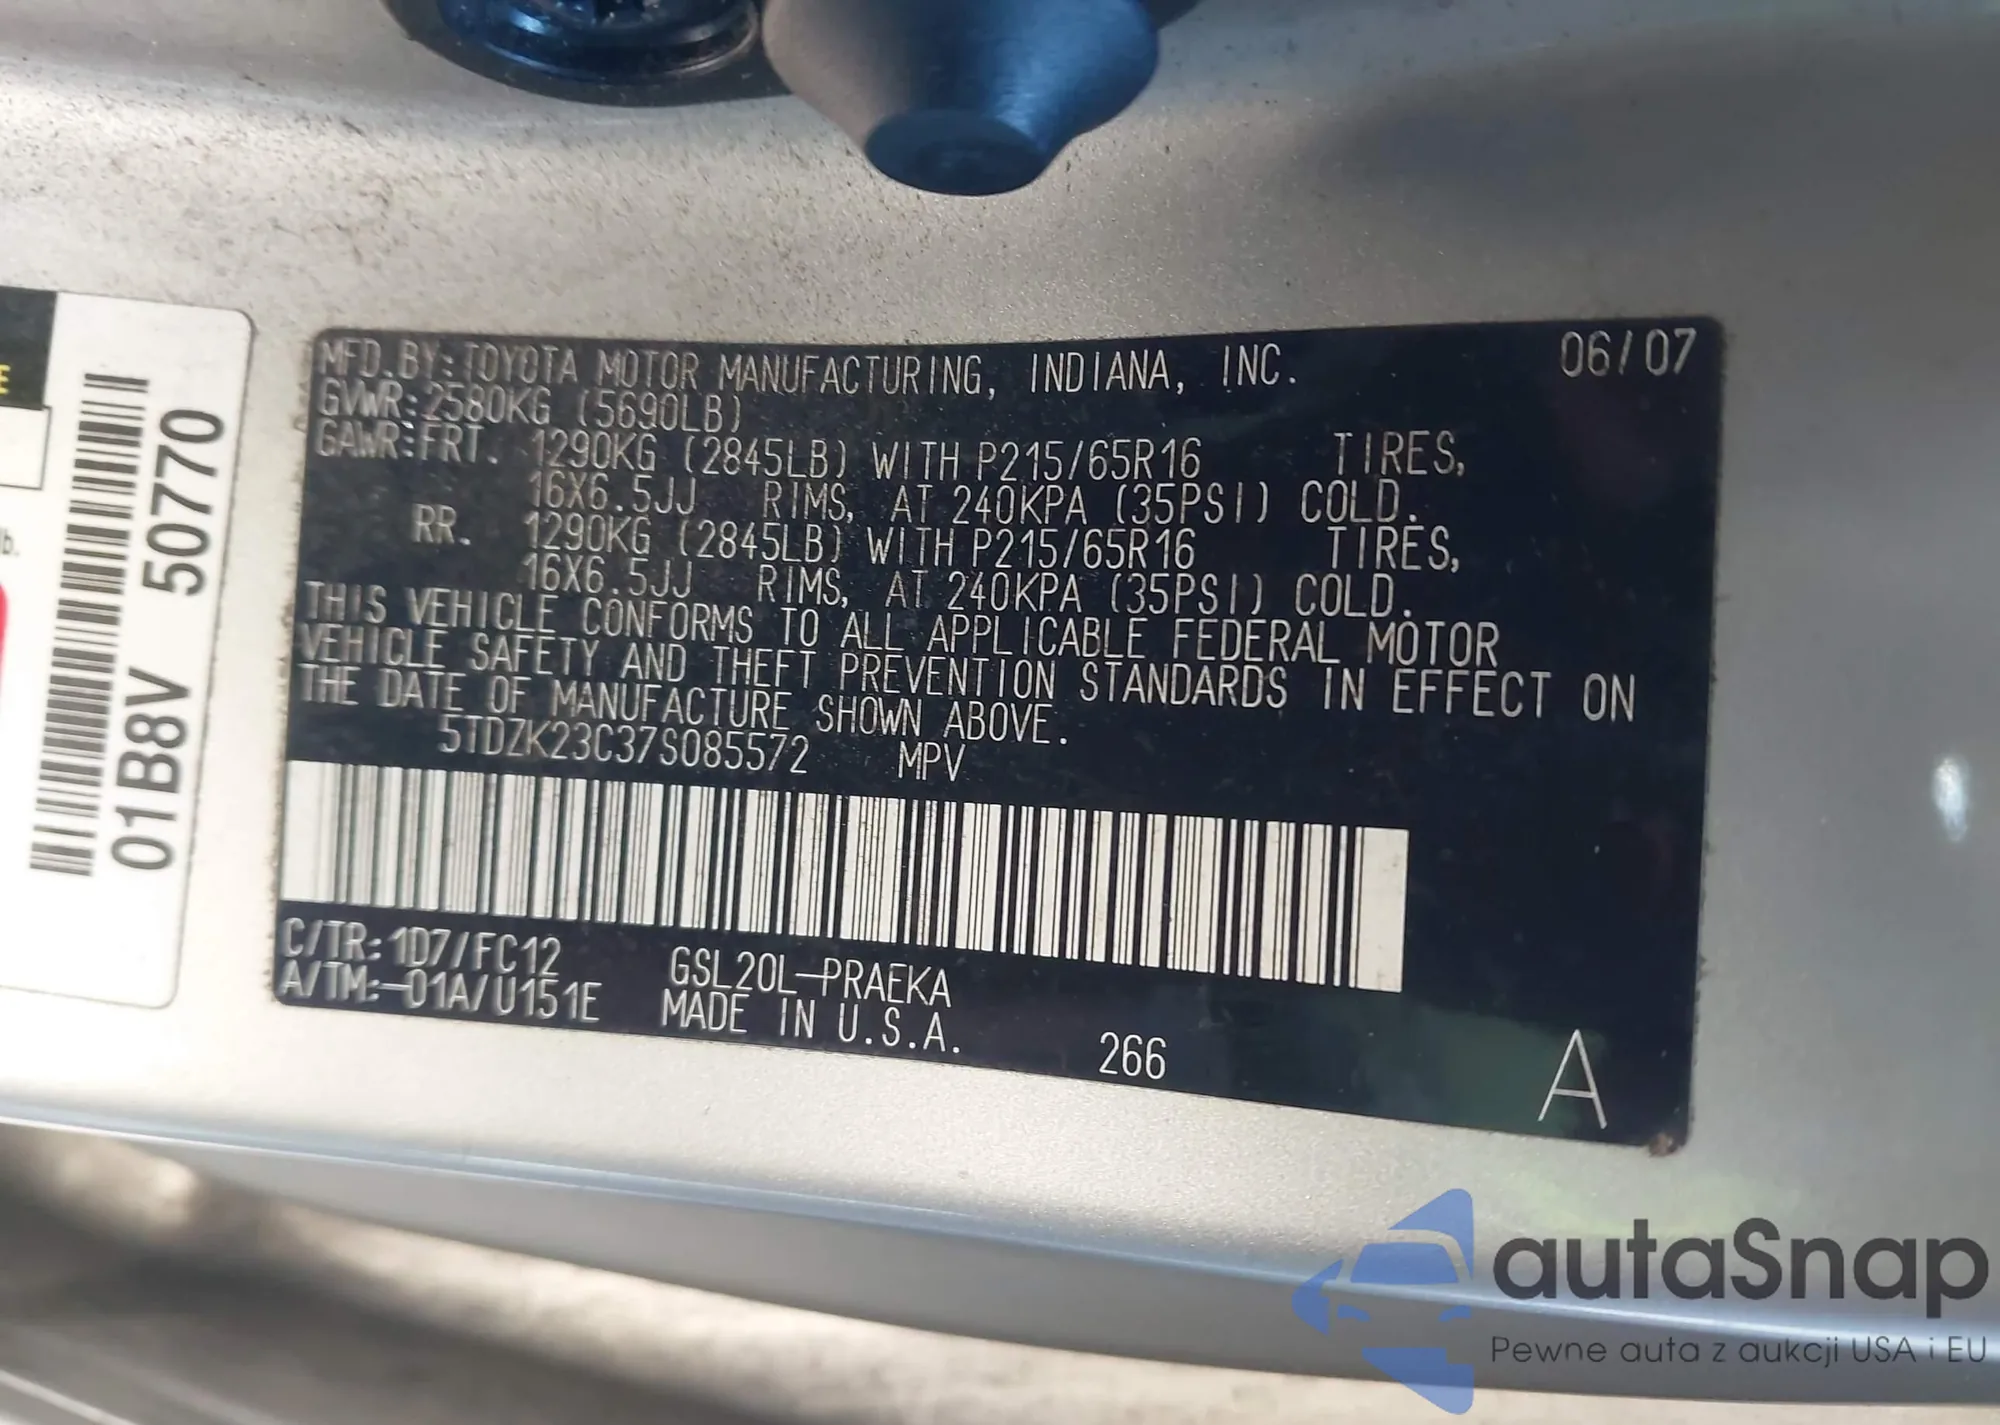 MFD.BY:TOYOTA MOTOR MANUFACTURING, INDIANA, INC. 06/07
GVWR:2580KG (5690LB)
GAWR:FRT. 1290KG (2845LB) WITH P215/65R16 TIRES,
16X6.5JJ RIMS, AT 240KPA (35PSI) COLD.
RR. 1290KG (2845LB) WITH P215/65R16 TIRES,
16X6.5JJ RIMS, AT 240KPA (35PSI) COLD.
THIS VEHICLE CONFORMS TO ALL APPLICABLE FEDERAL MOTOR
VEHICLE SAFETY AND THEFT PREVENTION STANDARDS IN EFFECT ON
THE DATE OF MANUFACTURE SHOWN ABOVE.
5TDZK23C37S085572 MPV
C/TR:1D7/FC12 GSL20L-PRAEKA
A/TM:-01A/U151E MADE IN U.S.A.
266
A
01B8V 50770
E
lb.
autaSnap
Pewne auta z aukcji USA i EU